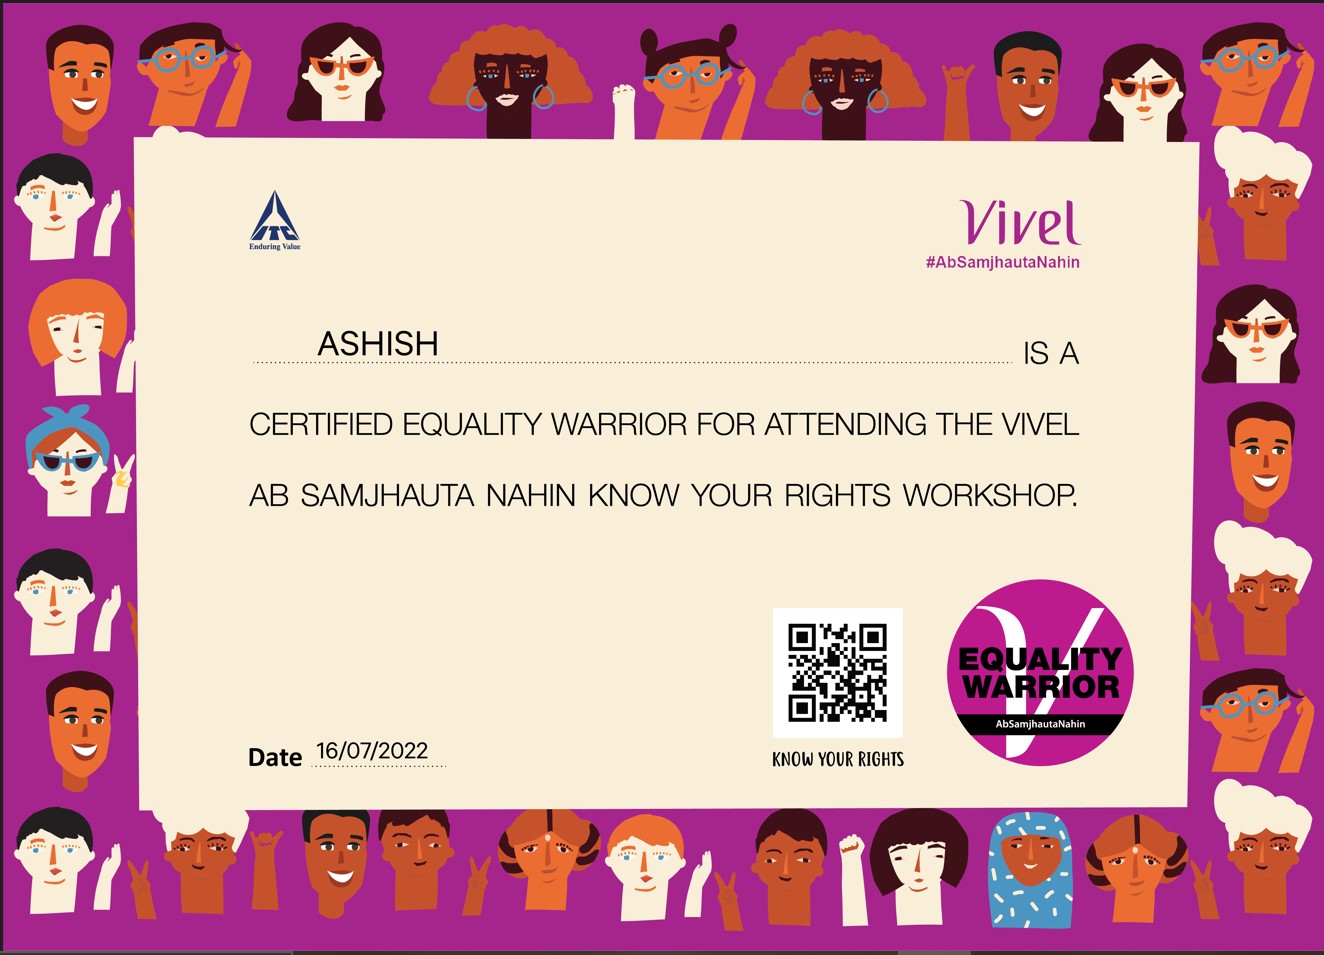 ITC
Enduring Value
Vivel
#AbSamjhautaNahin
ASHISH IS A
CERTIFIED EQUALITY WARRIOR FOR ATTENDING THE VIVEL
AB SAMJHAUTA NAHIN KNOW YOUR RIGHTS WORKSHOP.
EQUALITY
WARRIOR
AbSamjhautaNahin
KNOW YOUR RIGHTS
Date 16/07/2022